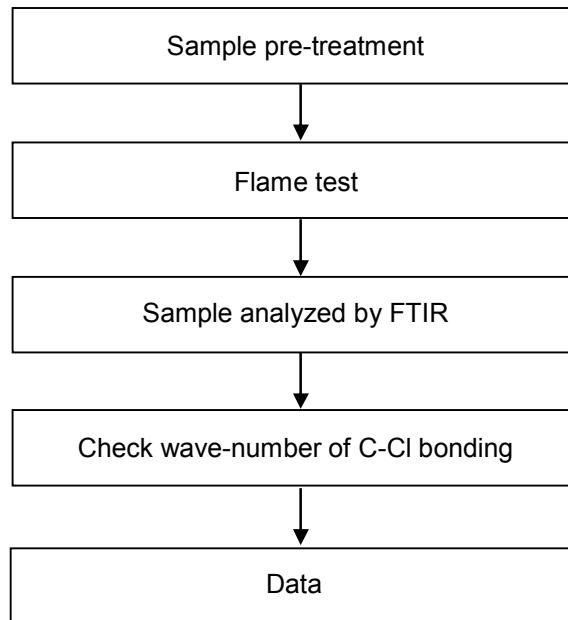 Sample pre-treatment
Flame test
Sample analyzed by FTIR
Check wave-number of C-Cl bonding
Data